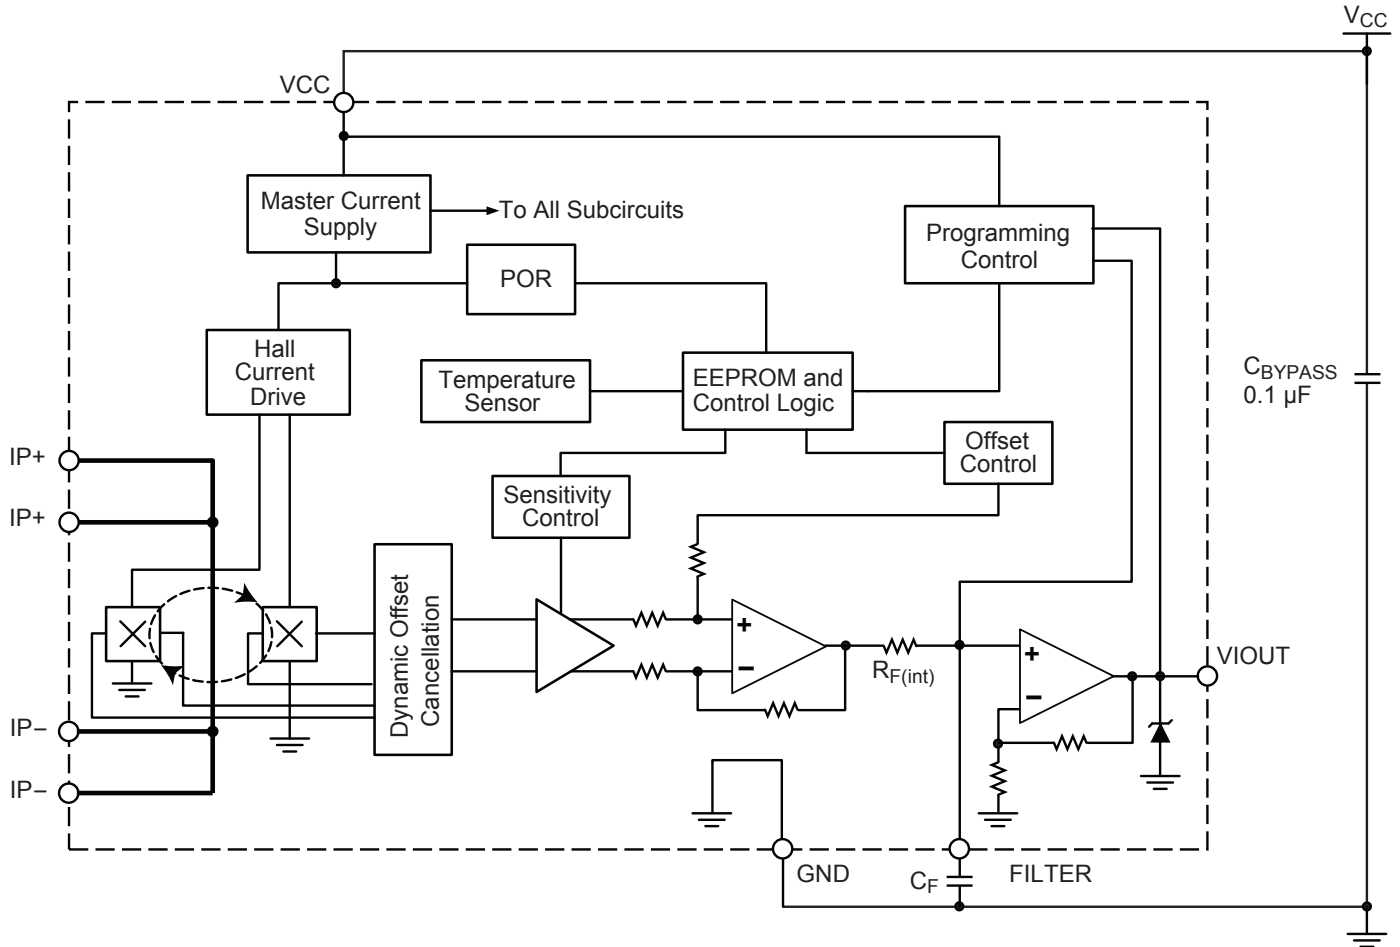 VCC
VCC
Master Current
Supply
To All Subcircuits
Programming
Control
POR
Hall
Current
Drive
Temperature
Sensor
EEPROM and
Control Logic
CBYPASS
0.1 µF
Offset
Control
IP+
Sensitivity
Control
IP+
Dynamic Offset
Cancellation
+
–
RF(int)
+
–
VIOUT
IP–
IP–
GND
CF
FILTER